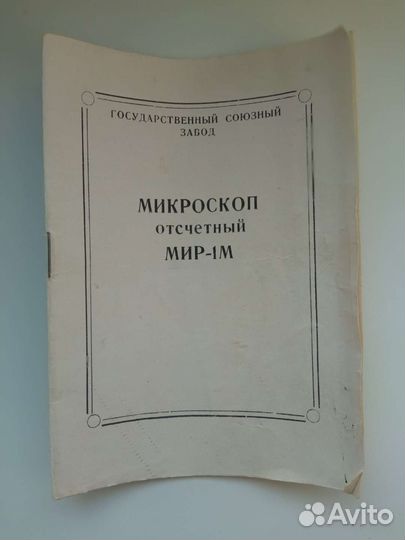 ГОСУДАРСТВЕННЫЙ СОЮЗНЫЙ
ЗАВОД
МИКРОСКОП
отсчетный
МИР-1М
Avito